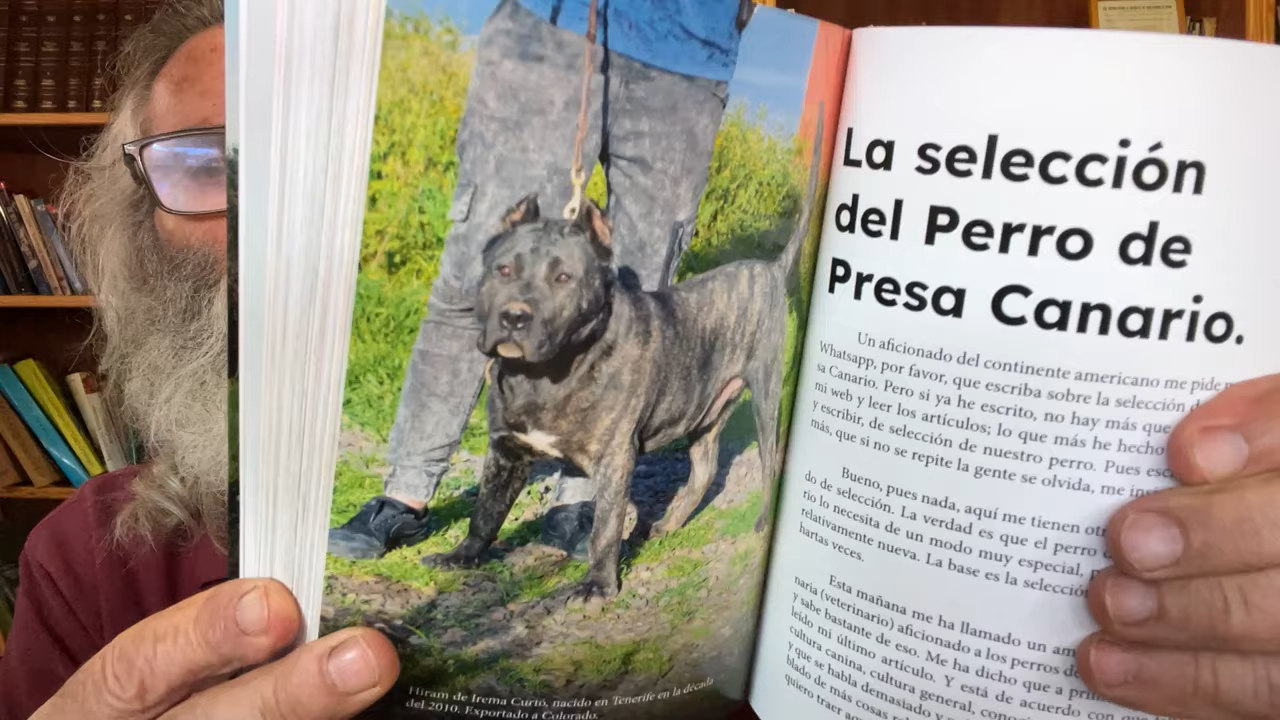 Hiram de Irema Curtó, nacido en Tenerife en la década
del 2010. Exportado a Colorado.
La selección
del Perro de
Presa Canario.
Un aficionado del continente americano me pide
Whatsapp, por favor, que escriba sobre la selección
sa Canario. Pero si ya he escrito, no hay más que
mi web y leer los artículos; lo que más he hecho
y escribir, de selección de nuestro perro. Pues
más, que si no se repite la gente se olvida, me
Bueno, pues nada, aquí me tienen
do de selección. La verdad es que el perro
rio lo necesita de un modo muy especial,
relativamente nueva. La base es la selección
hartas veces.
Esta mañana me ha llamado un
naria (veterinario) aficionado a los perros
y sabe bastante de eso. Me ha dicho que a
leído mi último artículo. Y está de acuerdo con
cultura canina, cultura general,
y que se habla demasiado y
blado de más cosas
quiero traer